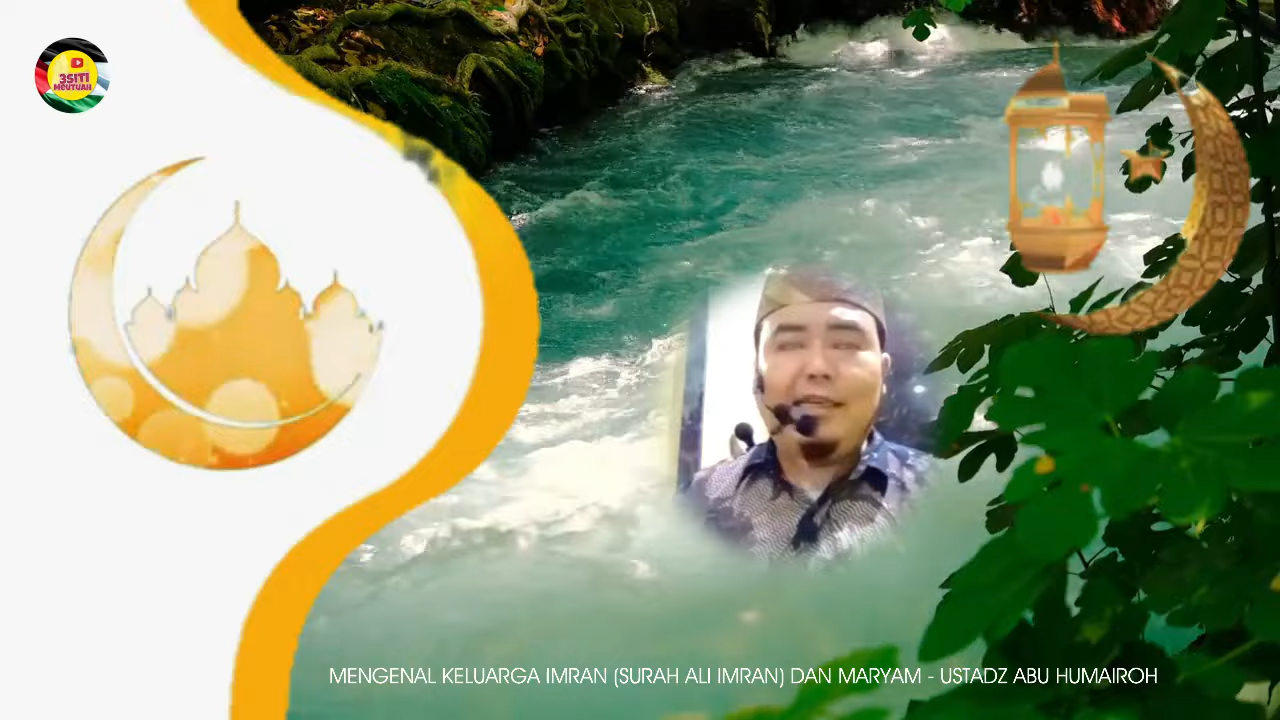 3SITI
MEUTUAH
MENGENAL KELUARGA IMRAN (SURAH ALI IMRAN) DAN MARYAM - USTADZ ABU HUMAIROH